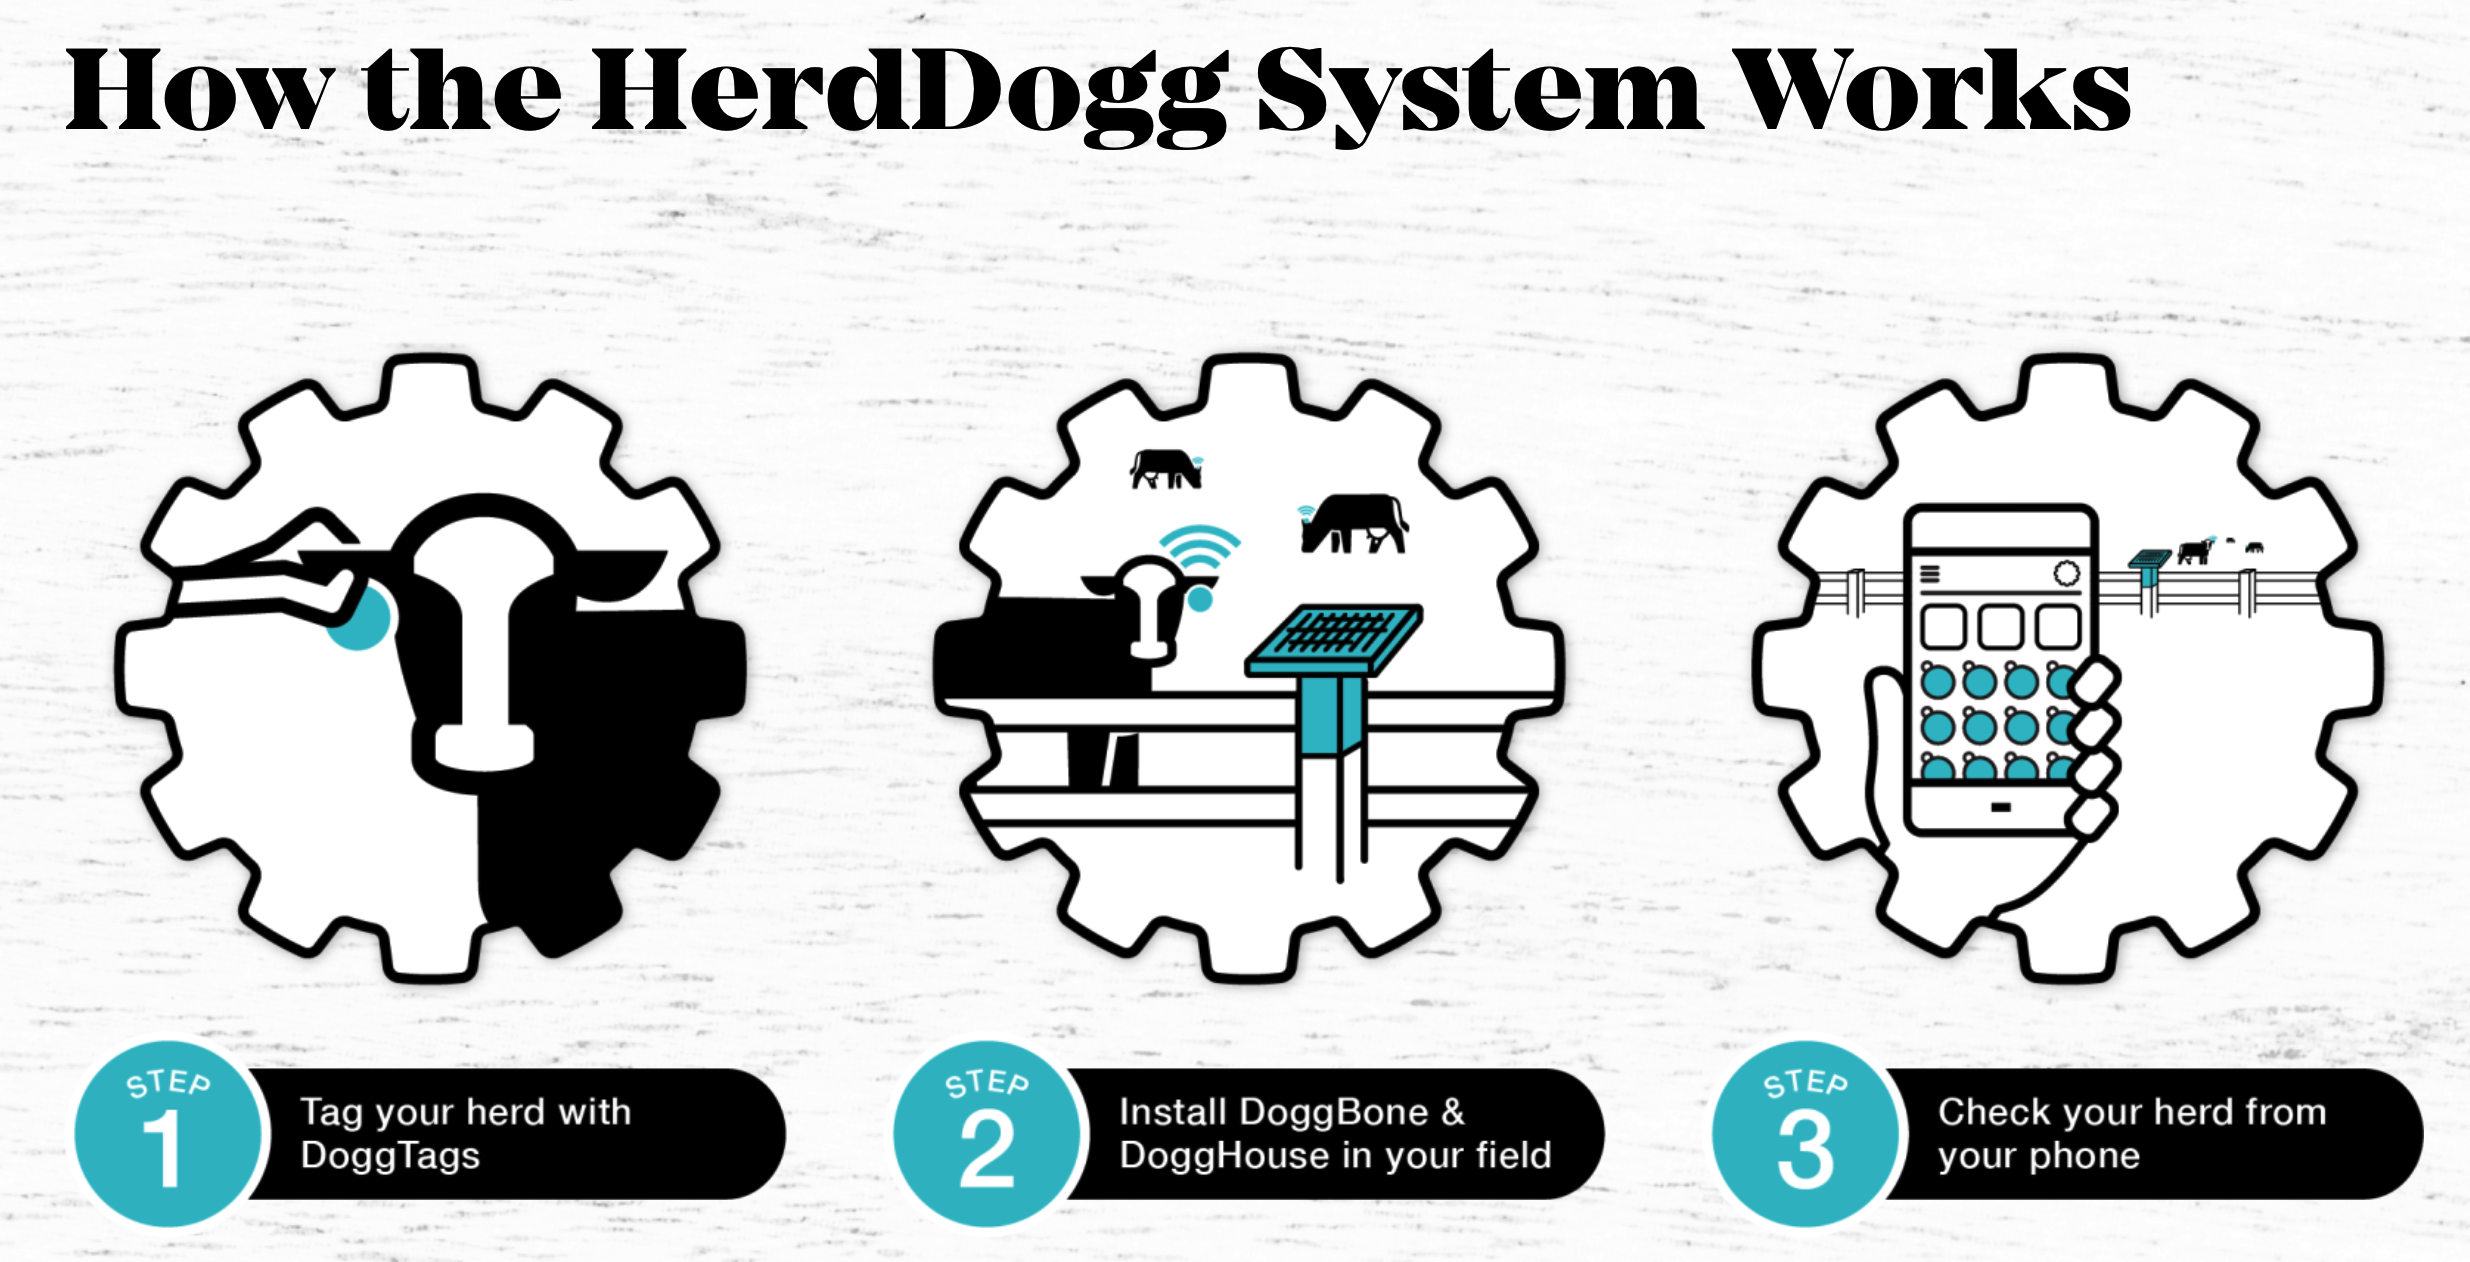 How the HerdDogg System Works
STEP
1
Tag your herd with
DoggTags
STEP
2
Install DoggBone &
DoggHouse in your field
STEP
3
Check your herd from
your phone